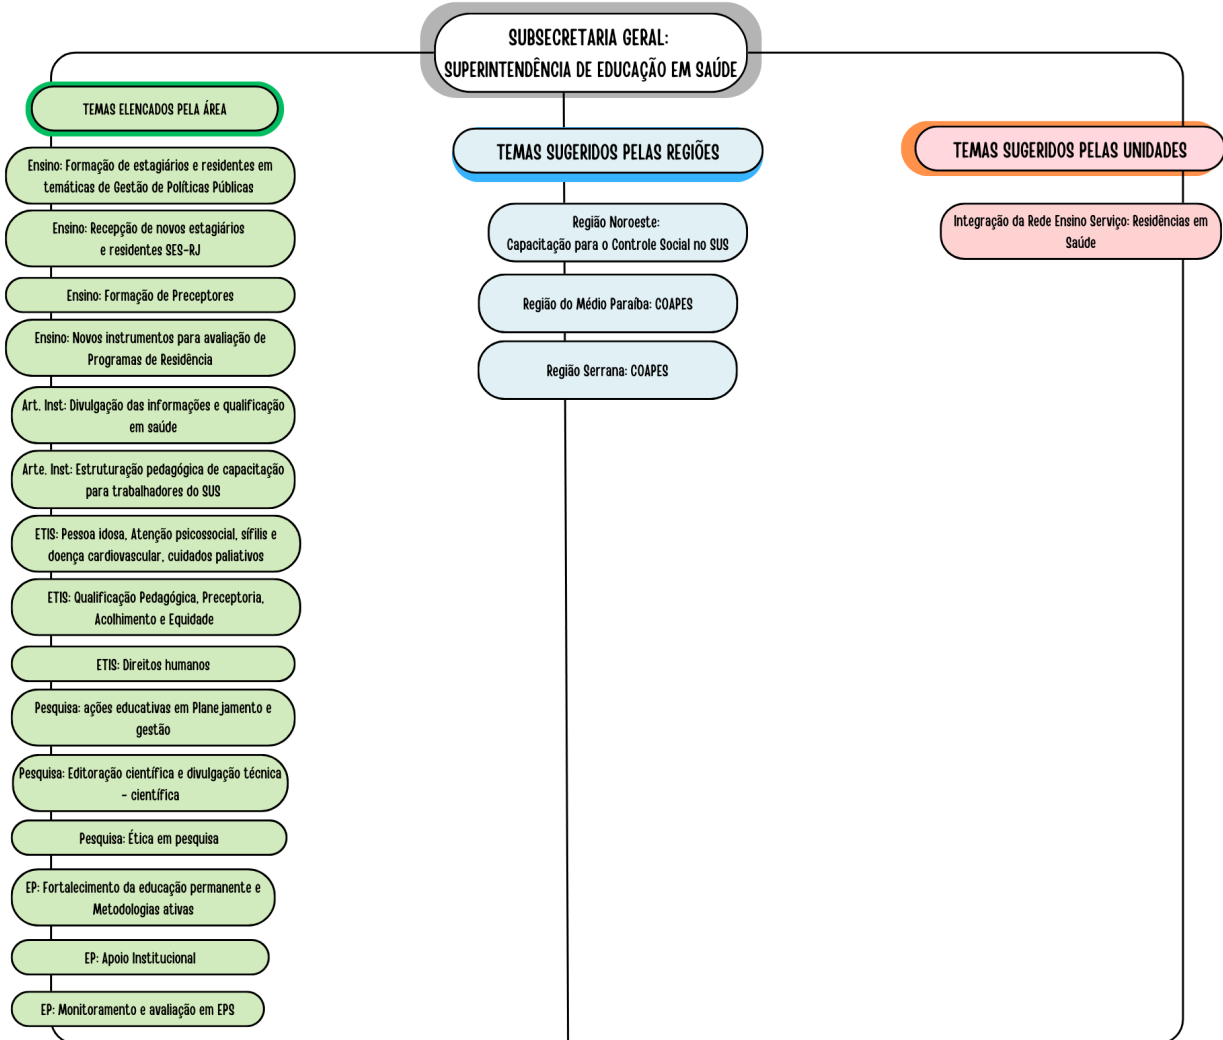 SUBSECRETARIA GERAL:
SUPERINTENDÊNCIA DE EDUCAÇÃO EM SAÚDE
TEMAS ELENCADOS PELA ÁREA
Ensino: Formação de estagiários e residentes em
temáticas de Gestão de Políticas Públicas
Ensino: Recepção de novos estagiários
e residentes SES-RJ
Ensino: Formação de Preceptores
Ensino: Novos instrumentos para avaliação de
Programas de Residência
Art. Inst: Divulgação das informações e qualificação
em saúde
Arte. Inst: Estruturação pedagógica de capacitação
para trabalhadores do SUS
ETIS: Pessoa idosa, Atenção psicossocial, sífilis e
doença cardiovascular, cuidados paliativos
ETIS: Qualificação Pedagógica, Preceptoria,
Acolhimento e Equidade
ETIS: Direitos humanos
Pesquisa: ações educativas em Planejamento e
gestão
Pesquisa: Editoração científica e divulgação técnica
- científica
Pesquisa: Ética em pesquisa
EP: Fortalecimento da educação permanente e
Metodologias ativas
EP: Apoio Institucional
EP: Monitoramento e avaliação em EPS
TEMAS SUGERIDOS PELAS REGIÕES
Região Noroeste:
Capacitação para o Controle Social no SUS
Região do Médio Paraíba: COAPES
Região Serrana: COAPES
TEMAS SUGERIDOS PELAS UNIDADES
Integração da Rede Ensino Serviço: Residências em
Saúde